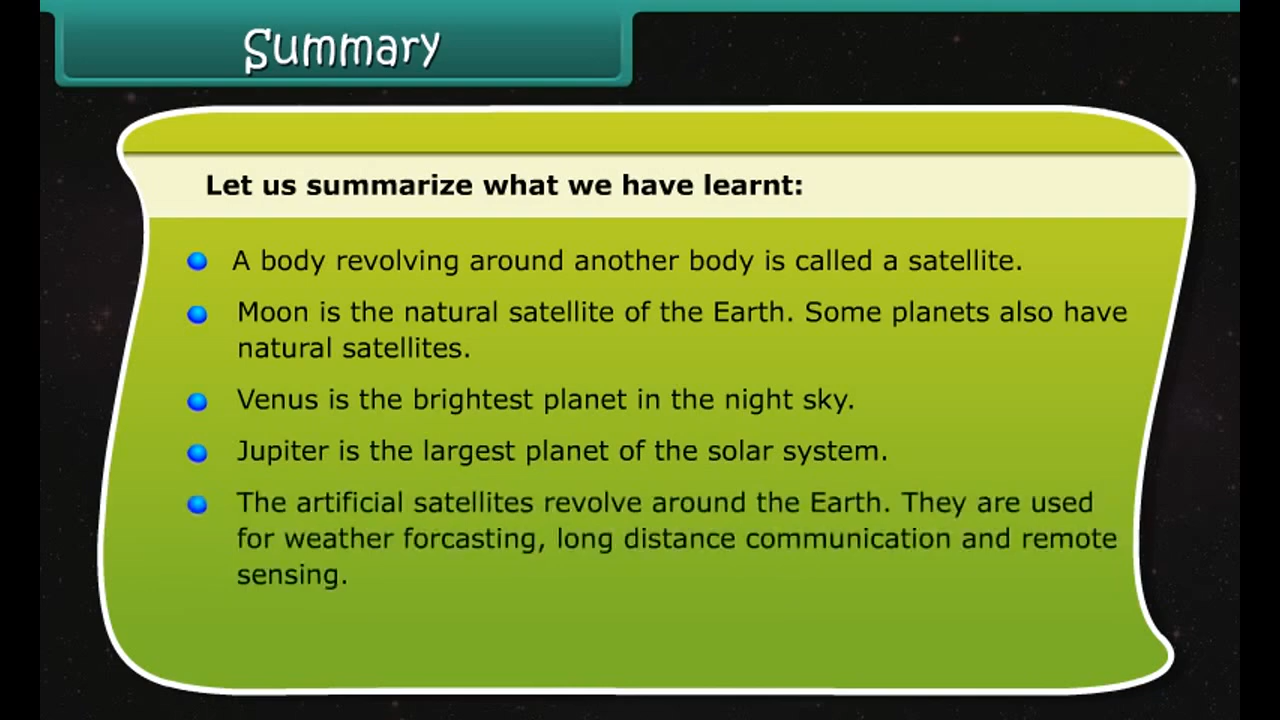 Summary
Let us summarize what we have learnt:
A body revolving around another body is called a satellite.
Moon is the natural satellite of the Earth. Some planets also have
natural satellites.
Venus is the brightest planet in the night sky.
Jupiter is the largest planet of the solar system.
The artificial satellites revolve around the Earth. They are used
for weather forcasting, long distance communication and remote
sensing.